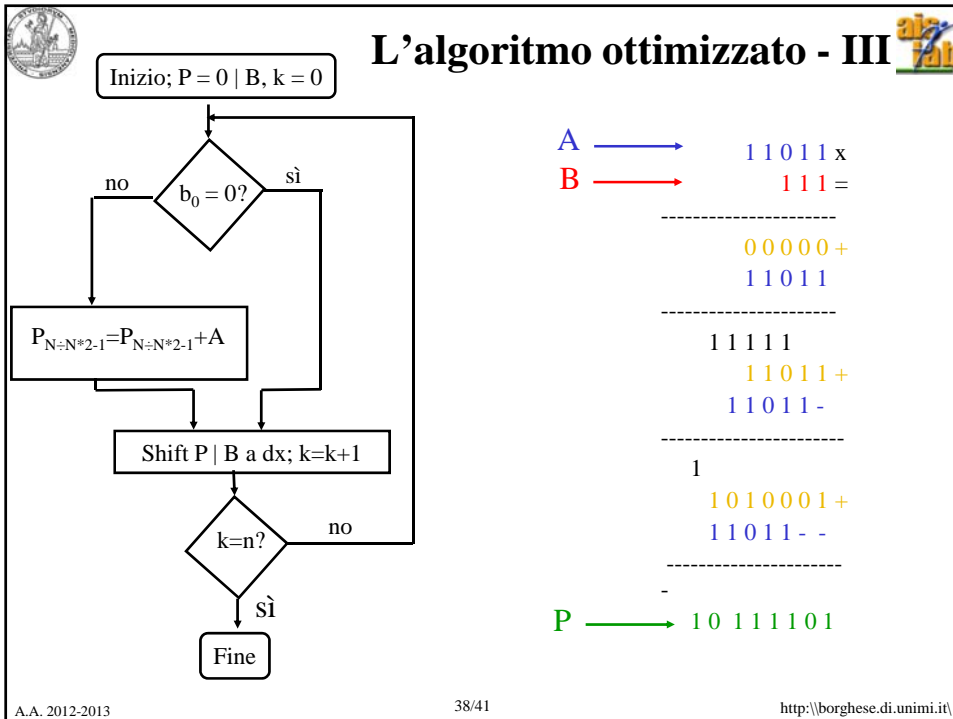 L'algoritmo ottimizzato - III
Inizio; P = 0 | B, k = 0
b0 = 0?
no
sì
PN÷N*2-1=PN÷N*2-1+A
Shift P | B a dx; k=k+1
k=n?
no
sì
Fine
A 1 1 0 1 1 x
B 1 1 1 =
---------------------
0 0 0 0 0 +
1 1 0 1 1
---------------------
1 1 1 1 1
1 1 0 1 1 +
1 1 0 1 1 -
----------------------
1
1 0 1 0 0 0 1 +
1 1 0 1 1 - -
----------------------
-
P 1 0 1 1 1 1 0 1
A.A. 2012-2013
38/41
http:\\borghese.di.unimi.it\